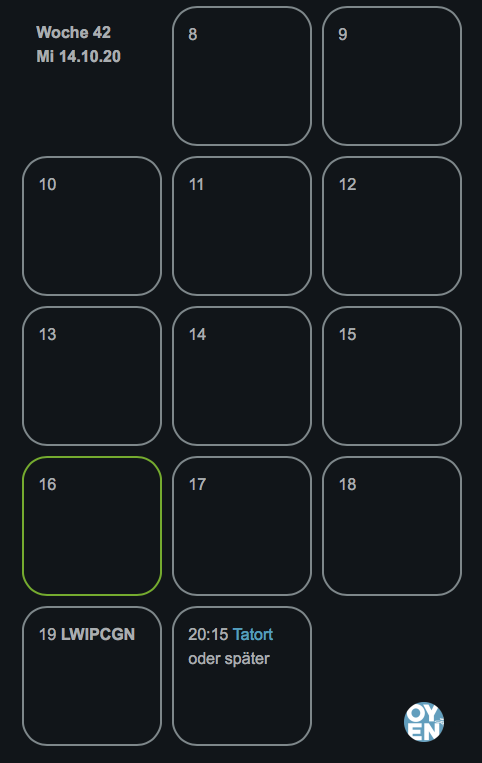 Woche 42
Mi 14.10.20
8
9
10
11
12
13
14
15
16
17
18
19 LWIPCGN
20:15 Tatort
oder später
OY
EN